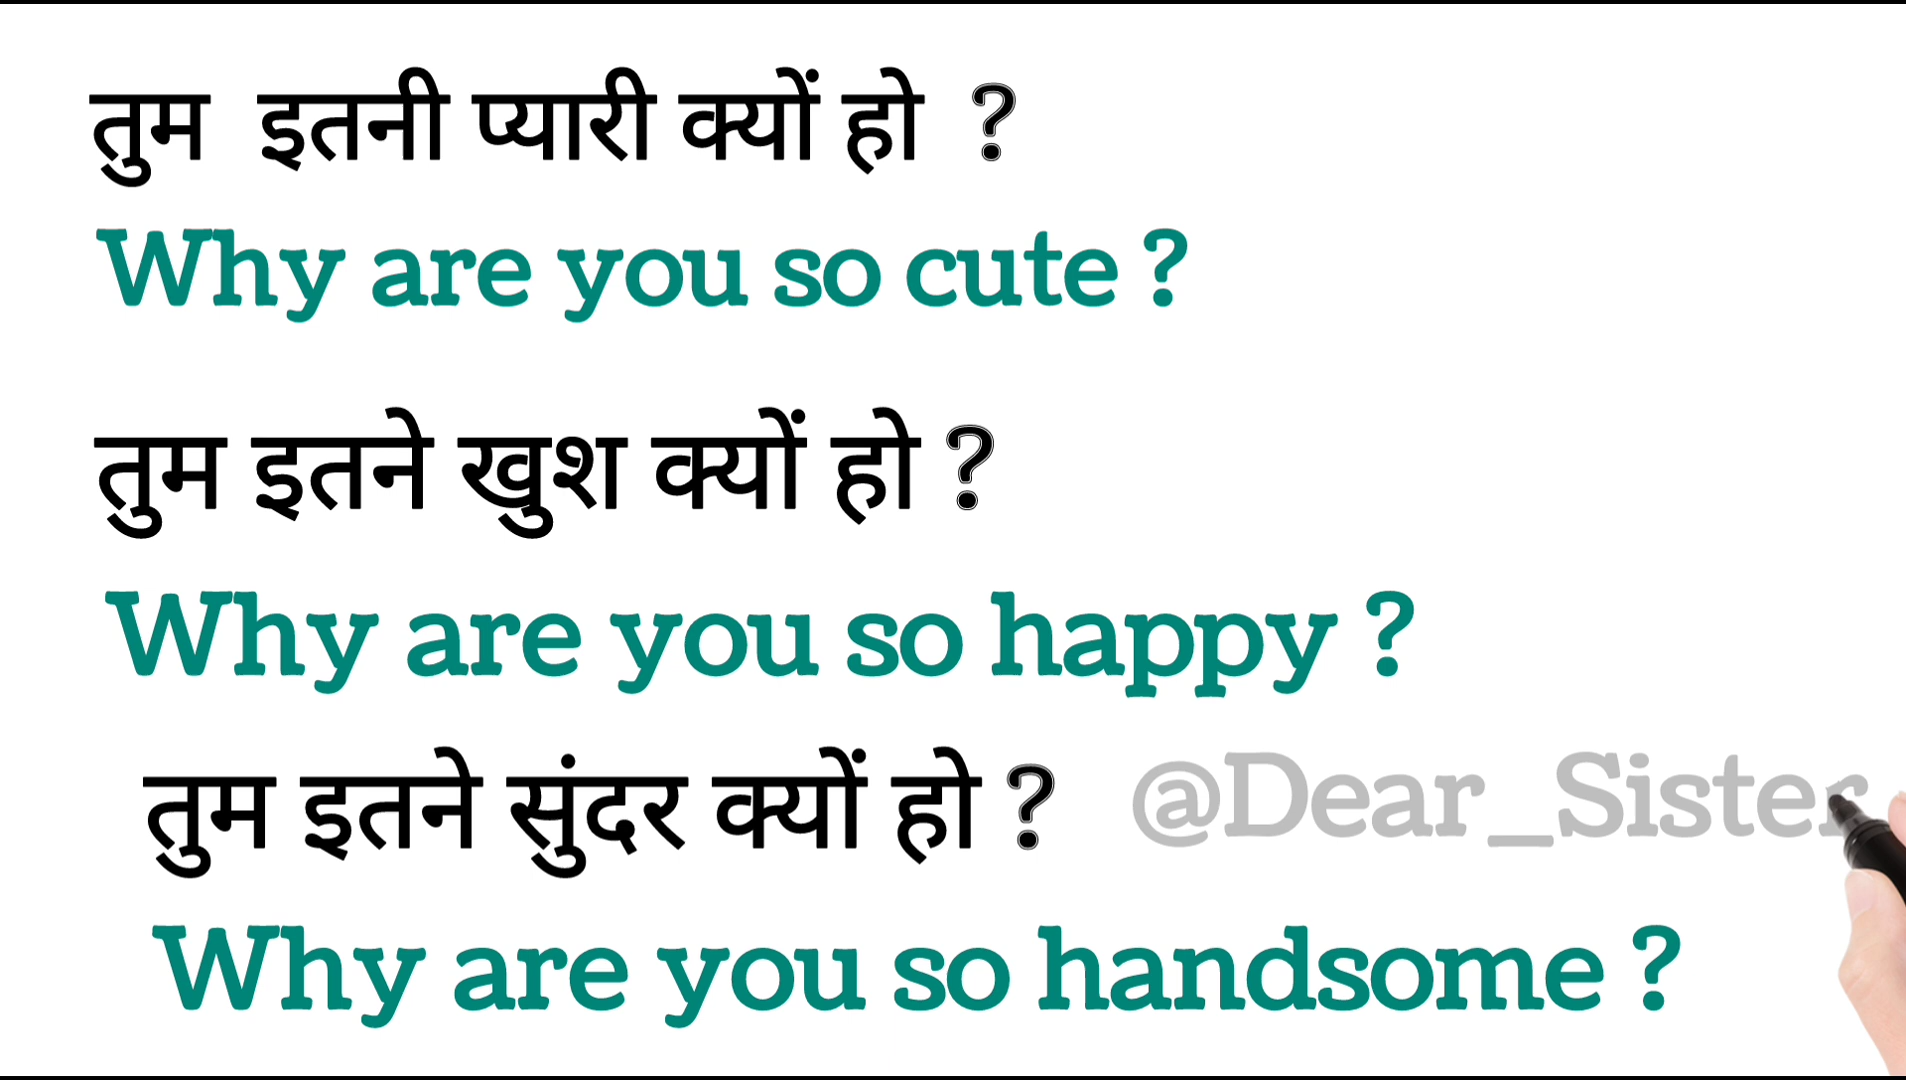 तुम इतनी प्यारी क्यों हो ?
Why are you so cute ?
तुम इतने खुश क्यों हो ?
Why are you so happy ?
तुम इतने सुंदर क्यों हो ? @Dear_Sister
Why are you so handsome ?